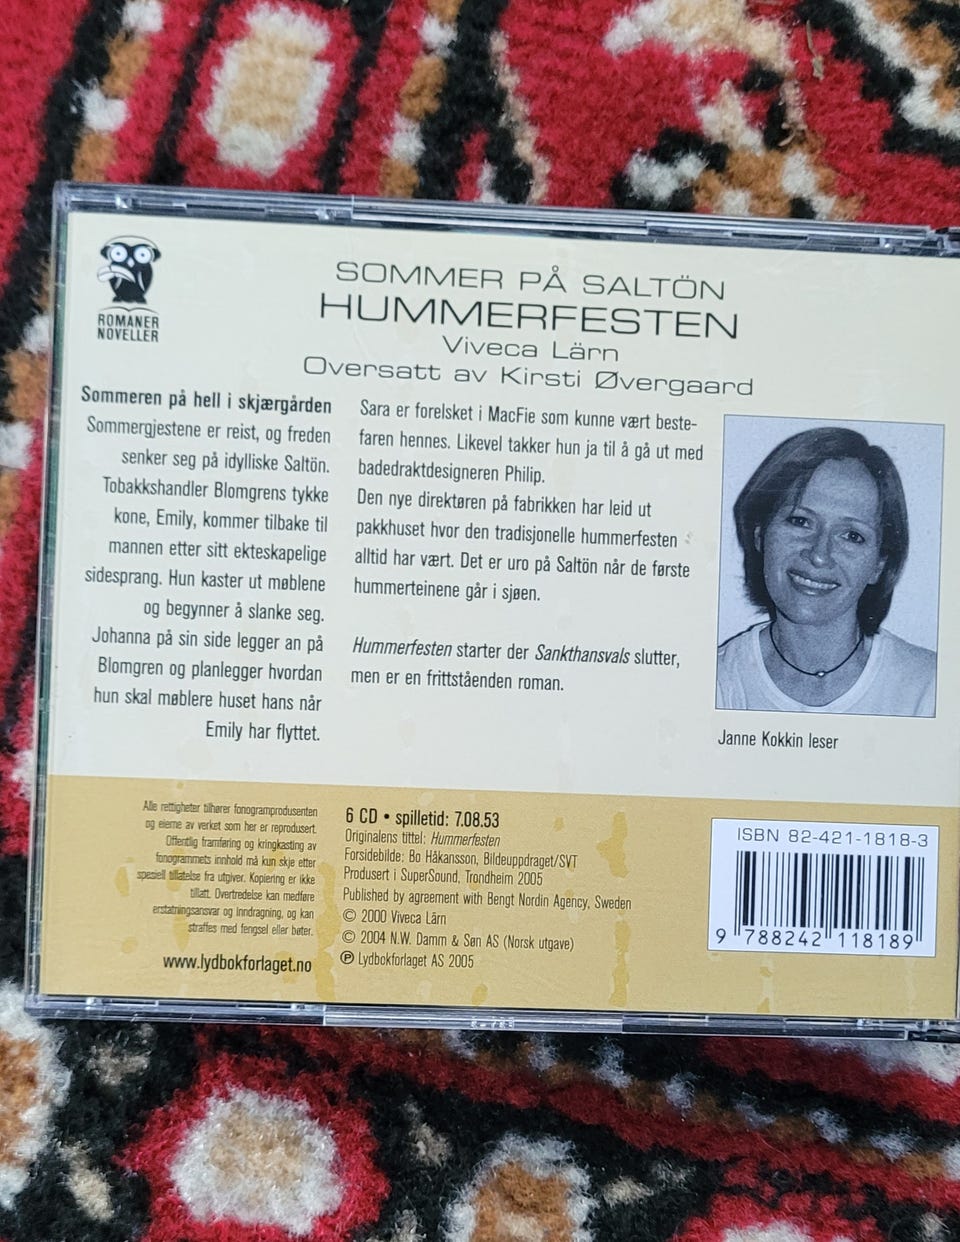 ROMANER
NOVELLER
SOMMER PÅ SALTÖN
HUMMERFESTEN
Viveca Lärn
Oversatt av Kirsti Øvergaard
Sommeren på hell i skjærgården
Sommergjestene er reist, og freden
senker seg på idylliske Saltön.
Tobakkshandler Blomgrens tykke
kone, Emily, kommer tilbake til
mannen etter sitt ekteskapelige
sidesprang. Hun kaster ut møblene
og begynner å slanke seg.
Johanna på sin side legger an på
Blomgren og planlegger hvordan
hun skal møblere huset hans når
Emily har flyttet.
Sara er forelsket i MacFie som kunne vært beste-
faren hennes. Likevel takker hun ja til å gå ut med
badedraktdesigneren Philip.
Den nye direktøren på fabrikken har leid ut
pakkhuset hvor den tradisjonelle hummerfesten
alltid har vært. Det er uro på Saltön når de første
hummerteinene går i sjøen.
Hummerfesten starter der Sankthansvals slutter,
men er en frittståenden roman.
Janne Kokkin leser
Alle rettigheter tilhører fonogramprodusenten
og eierne av verket som her er reprodusert.
Offentlig framføring og kringkasting av
fonogrammets innhold må kun skje etter
spesiell tillatelse fra utgiver. Kopiering er ikke
tillatt. Overtredelse kan medføre
erstatningsansvar og inndragning, og kan
straffes med fengsel eller bøter.
www.lydbokforlaget.no
6 CD • spilletid: 7.08.53
Originalens tittel: Hummerfesten
Forsidebilde: Bo Håkansson, Bildeuppdraget/SVT
Produsert i SuperSound, Trondheim 2005
Published by agreement with Bengt Nordin Agency, Sweden
© 2000 Viveca Lärn
© 2004 N.W. Damm & Søn AS (Norsk utgave)
℗ Lydbokforlaget AS 2005
ISBN 82-421-1818-3
9 788242 118189